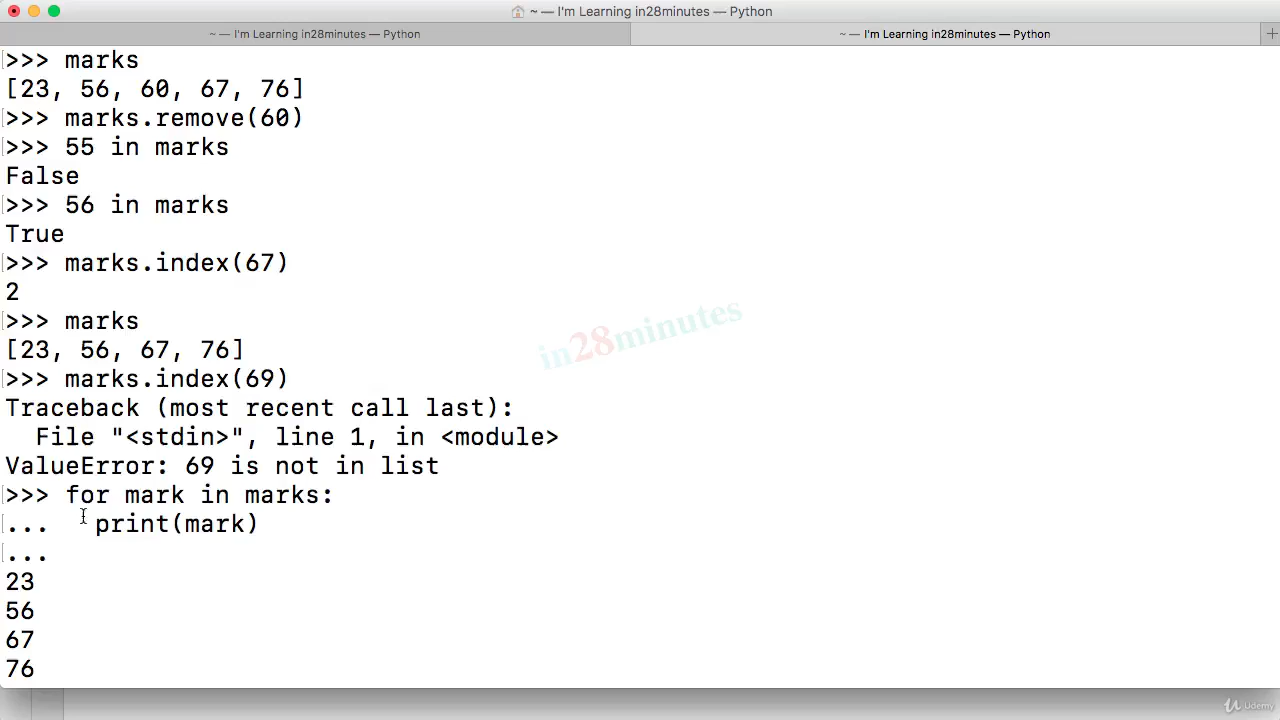 ~ — I'm Learning in28minutes — Python
~ — I'm Learning in28minutes — Python
~ — I'm Learning in28minutes — Python
>>> marks
[23, 56, 60, 67, 76]
>>> marks.remove(60)
>>> 55 in marks
False
>>> 56 in marks
True
>>> marks.index(67)
2
>>> marks
[23, 56, 67, 76]
>>> marks.index(69)
Traceback (most recent call last):
  File "<stdin>", line 1, in <module>
ValueError: 69 is not in list
>>> for mark in marks:
...   print(mark)
...
23
56
67
76
in28minutes
Udemy